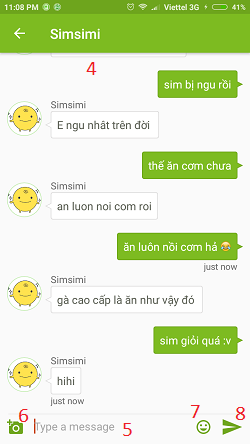 11:08 PM ... Viettel 3G 41%
Simsimi
4
sim bị ngu rồi
Simsimi
E ngu nhât trên đời
thế ăn cơm chưa
Simsimi
an luon noi com roi
ăn luôn nồi cơm há 😂
just now
Simsimi
gà cao cấp là ăn như vậy đó
sim giỏi quá :v
Simsimi
hihi
just now
6 7 8
Type a message 5